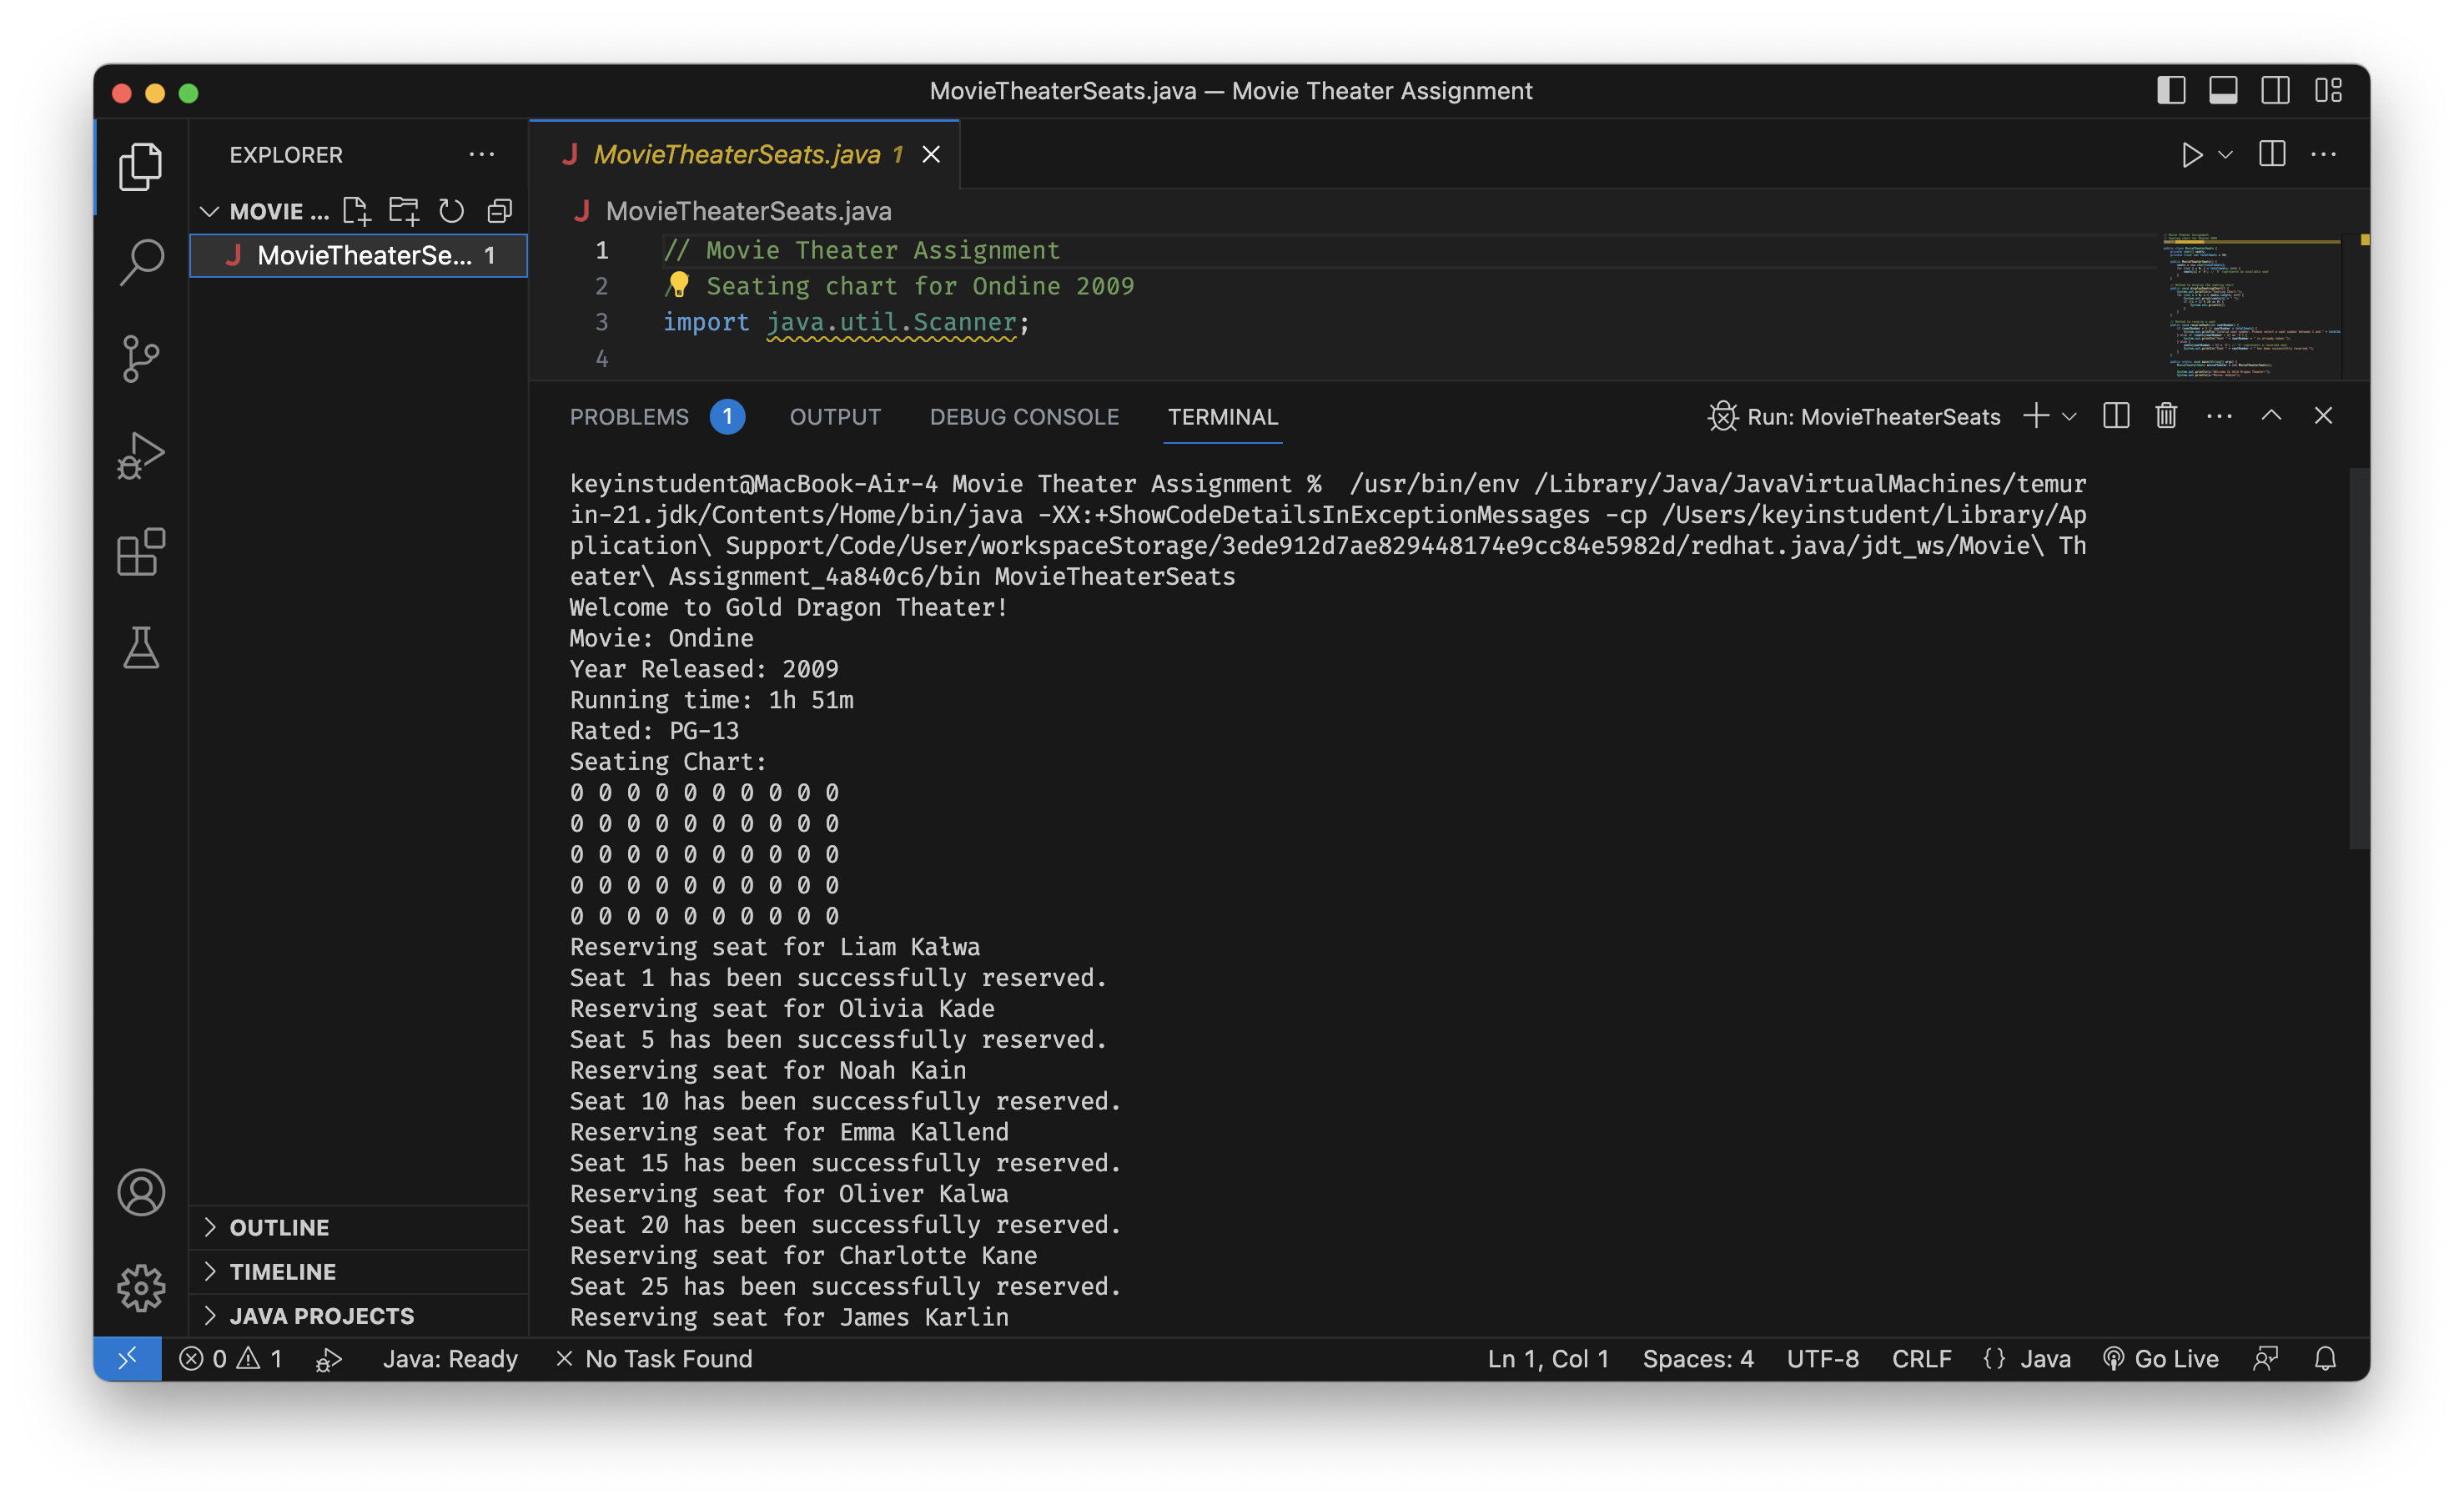 MovieTheaterSeats.java — Movie Theater Assignment
EXPLORER
MOVIE ...
MovieTheaterSe... 1
OUTLINE
TIMELINE
JAVA PROJECTS
MovieTheaterSeats.java 1
MovieTheaterSeats.java
1 // Movie Theater Assignment
2 Seating chart for Ondine 2009
3 import java.util.Scanner;
4
PROBLEMS 1 OUTPUT DEBUG CONSOLE TERMINAL Run: MovieTheaterSeats
keyinstudent@MacBook-Air-4 Movie Theater Assignment %  /usr/bin/env /Library/Java/JavaVirtualMachines/temur
in-21.jdk/Contents/Home/bin/java -XX:+ShowCodeDetailsInExceptionMessages -cp /Users/keyinstudent/Library/Ap
plication\ Support/Code/User/workspaceStorage/3ede912d7ae829448174e9cc84e5982d/redhat.java/jdt_ws/Movie\ Th
eater\ Assignment_4a840c6/bin MovieTheaterSeats
Welcome to Gold Dragon Theater!
Movie: Ondine
Year Released: 2009
Running time: 1h 51m
Rated: PG-13
Seating Chart:
0 0 0 0 0 0 0 0 0 0
0 0 0 0 0 0 0 0 0 0
0 0 0 0 0 0 0 0 0 0
0 0 0 0 0 0 0 0 0 0
0 0 0 0 0 0 0 0 0 0
Reserving seat for Liam Kałwa
Seat 1 has been successfully reserved.
Reserving seat for Olivia Kade
Seat 5 has been successfully reserved.
Reserving seat for Noah Kain
Seat 10 has been successfully reserved.
Reserving seat for Emma Kallend
Seat 15 has been successfully reserved.
Reserving seat for Oliver Kalwa
Seat 20 has been successfully reserved.
Reserving seat for Charlotte Kane
Seat 25 has been successfully reserved.
Reserving seat for James Karlin
0 1 Java: Ready No Task Found Ln 1, Col 1 Spaces: 4 UTF-8 CRLF {} Java Go Live